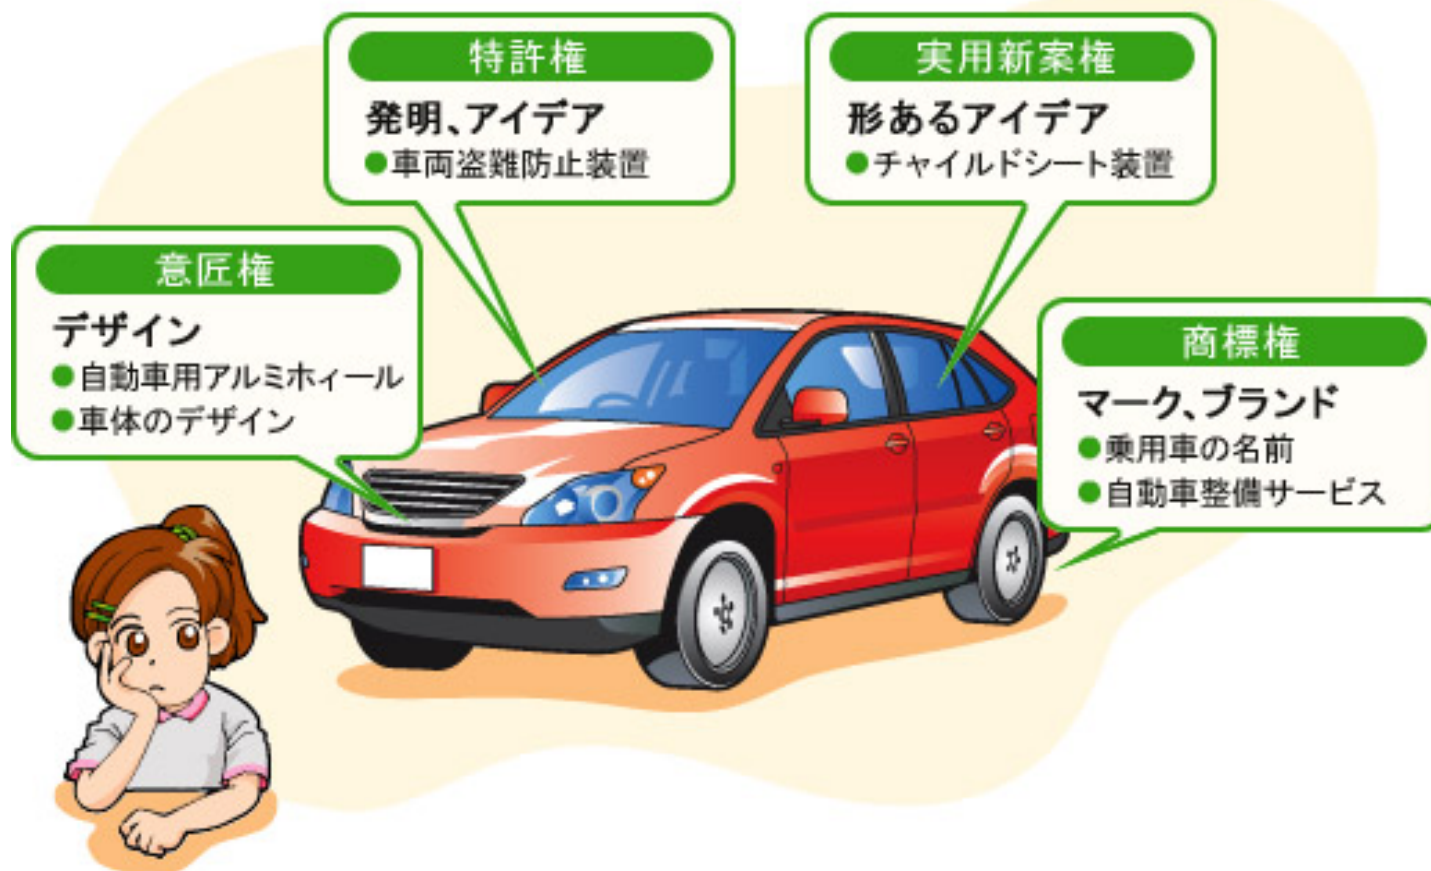 特許権
発明、アイデア
●車両盗難防止装置
実用新案権
形あるアイデア
●チャイルドシート装置
意匠権
デザイン
●自動車用アルミホィール
●車体のデザイン
商標権
マーク、ブランド
●乗用車の名前
●自動車整備サービス